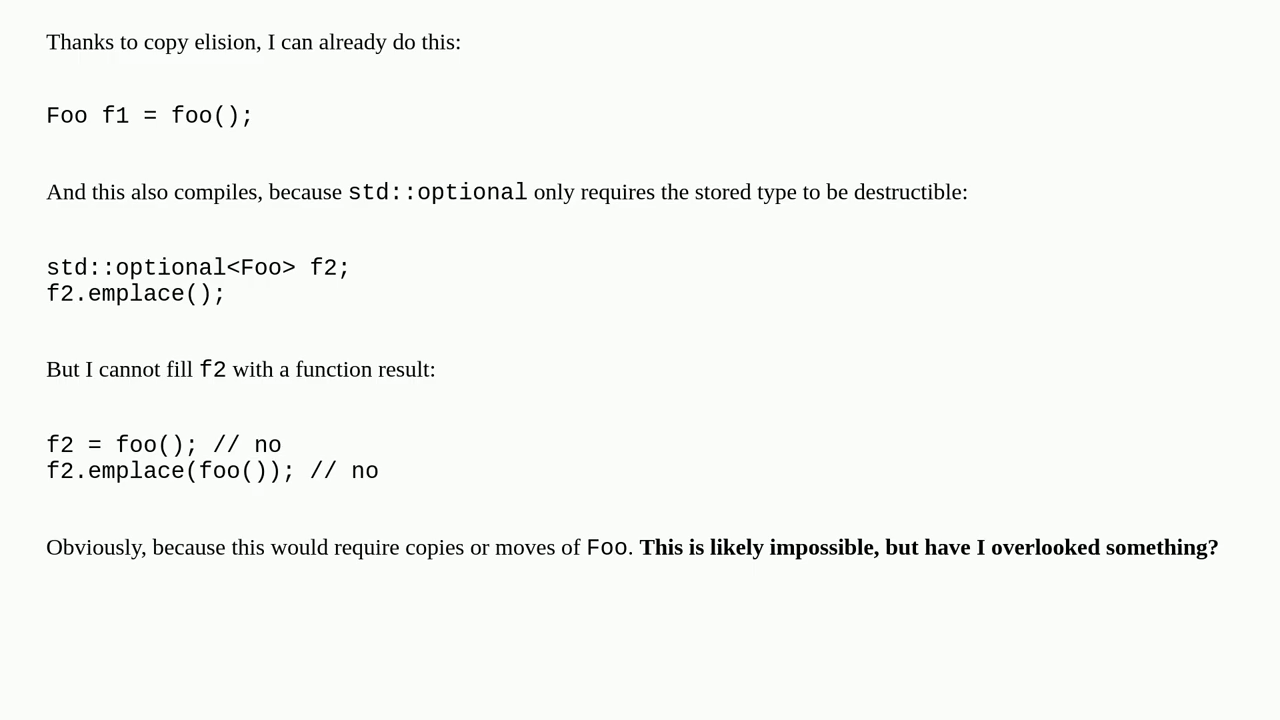 Thanks to copy elision, I can already do this:
Foo f1 = foo();
And this also compiles, because std::optional only requires the stored type to be destructible:
std::optional<Foo> f2;
f2.emplace();
But I cannot fill f2 with a function result:
f2 = foo(); // no
f2.emplace(foo()); // no
Obviously, because this would require copies or moves of Foo. This is likely impossible, but have I overlooked something?